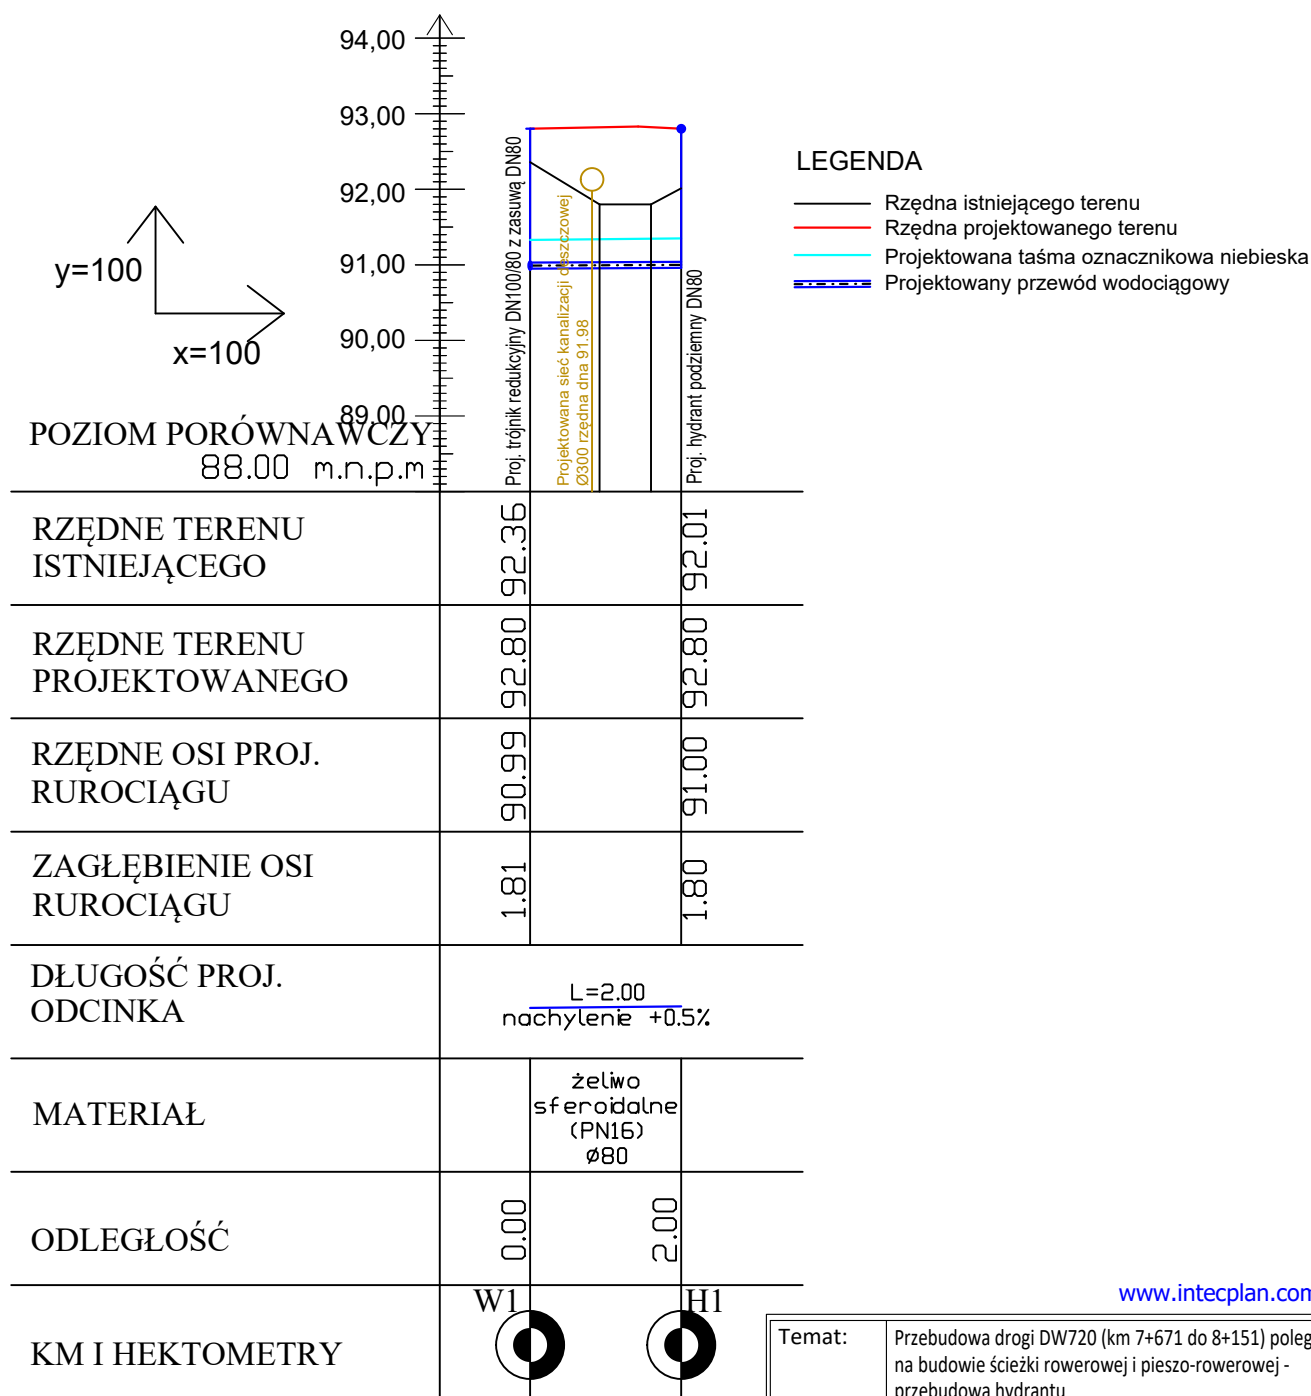 94,00
93,00
92,00
91,00
90,00
89,00
y=100
x=100
LEGENDA
Rzędna istniejącego terenu
Rzędna projektowanego terenu
Projektowana taśma oznacznikowa niebieska
Projektowany przewód wodociągowy
Proj. trójnik redukcyjny DN100/80 z zasuwą DN80
Projektowana sieć kanalizacji deszczowej
Ø300 rzędna dna 91.98
Proj. hydrant podziemny DN80
POZIOM PORÓWNAWCZY
88.00 m.n.p.m
RZĘDNE TERENU
ISTNIEJĄCEGO
92.36
92.01
RZĘDNE TERENU
PROJEKTOWANEGO
92.80
92.80
RZĘDNE OSI PROJ.
RUROCIĄGU
90.99
91.00
ZAGŁĘBIENIE OSI
RUROCIĄGU
1.81
1.80
DŁUGOŚĆ PROJ.
ODCINKA
L=2.00
nachylenie +0.5%
MATERIAŁ
żeliwo
sferoidalne
(PN16)
Ø80
ODLEGŁOŚĆ
0.00
2.00
KM I HEKTOMETRY
W1
H1
www.intecplan.com
Temat:
Przebudowa drogi DW720 (km 7+671 do 8+151) poleg
na budowie ścieżki rowerowej i pieszo-rowerowej -
przebudowa hydrantu